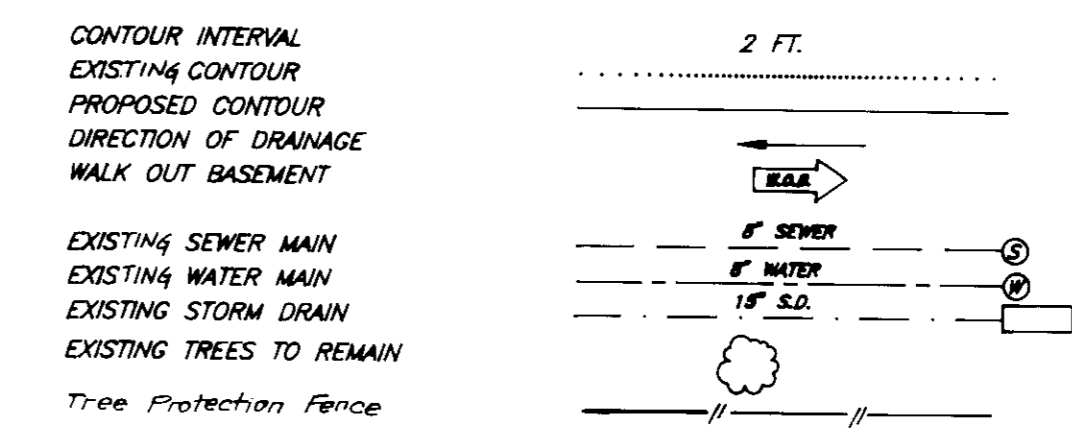 CONTOUR INTERVAL 2 FT.
EXISTING CONTOUR
PROPOSED CONTOUR
DIRECTION OF DRAINAGE
WALK OUT BASEMENT W.O.B.
EXISTING SEWER MAIN 8" SEWER S
EXISTING WATER MAIN 8" WATER W
EXISTING STORM DRAIN 15" S.D.
EXISTING TREES TO REMAIN
Tree Protection Fence